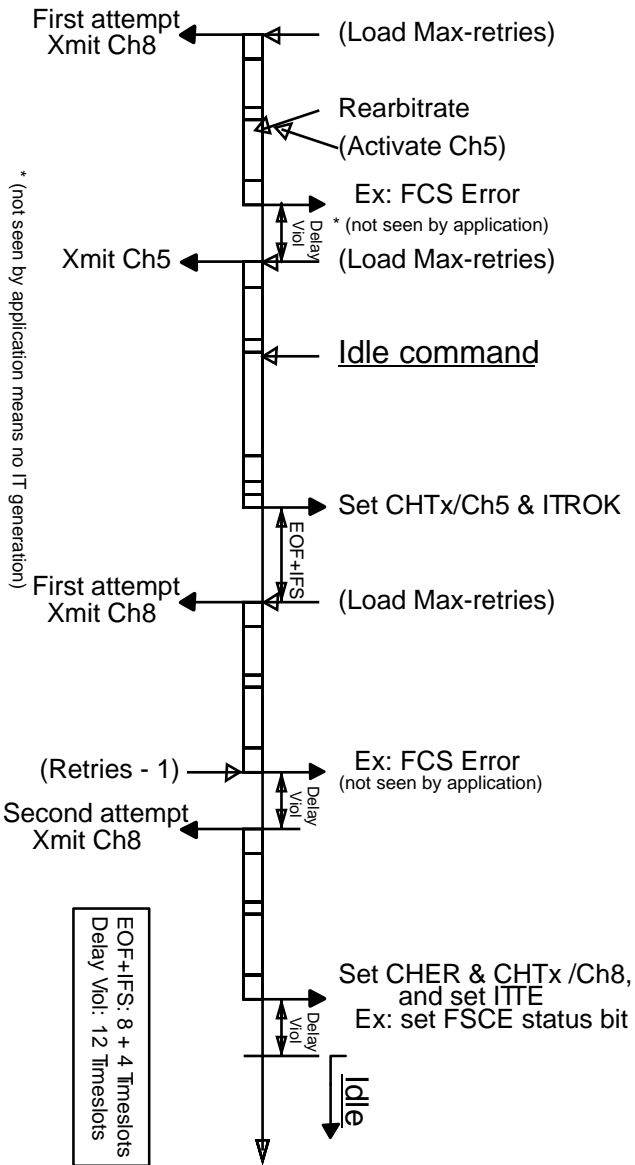 First attempt
Xmit Ch8
(Load Max-retries)
Rearbitrate
(Activate Ch5)
Ex: FCS Error
* (not seen by application)
Delay
Viol
Xmit Ch5
(Load Max-retries)
* (not seen by application means no IT generation)
Idle command
Set CHTx/Ch5 & ITROK
EOF+IFS
First attempt
Xmit Ch8
(Load Max-retries)
(Retries - 1)
Ex: FCS Error
(not seen by application)
Delay
Viol
Second attempt
Xmit Ch8
Set CHER & CHTx /Ch8,
and set ITTE
Ex: set FSCE status bit
Delay
Viol
Idle
EOF+IFS: 8 + 4 Timeslots
Delay Viol: 12 Timeslots